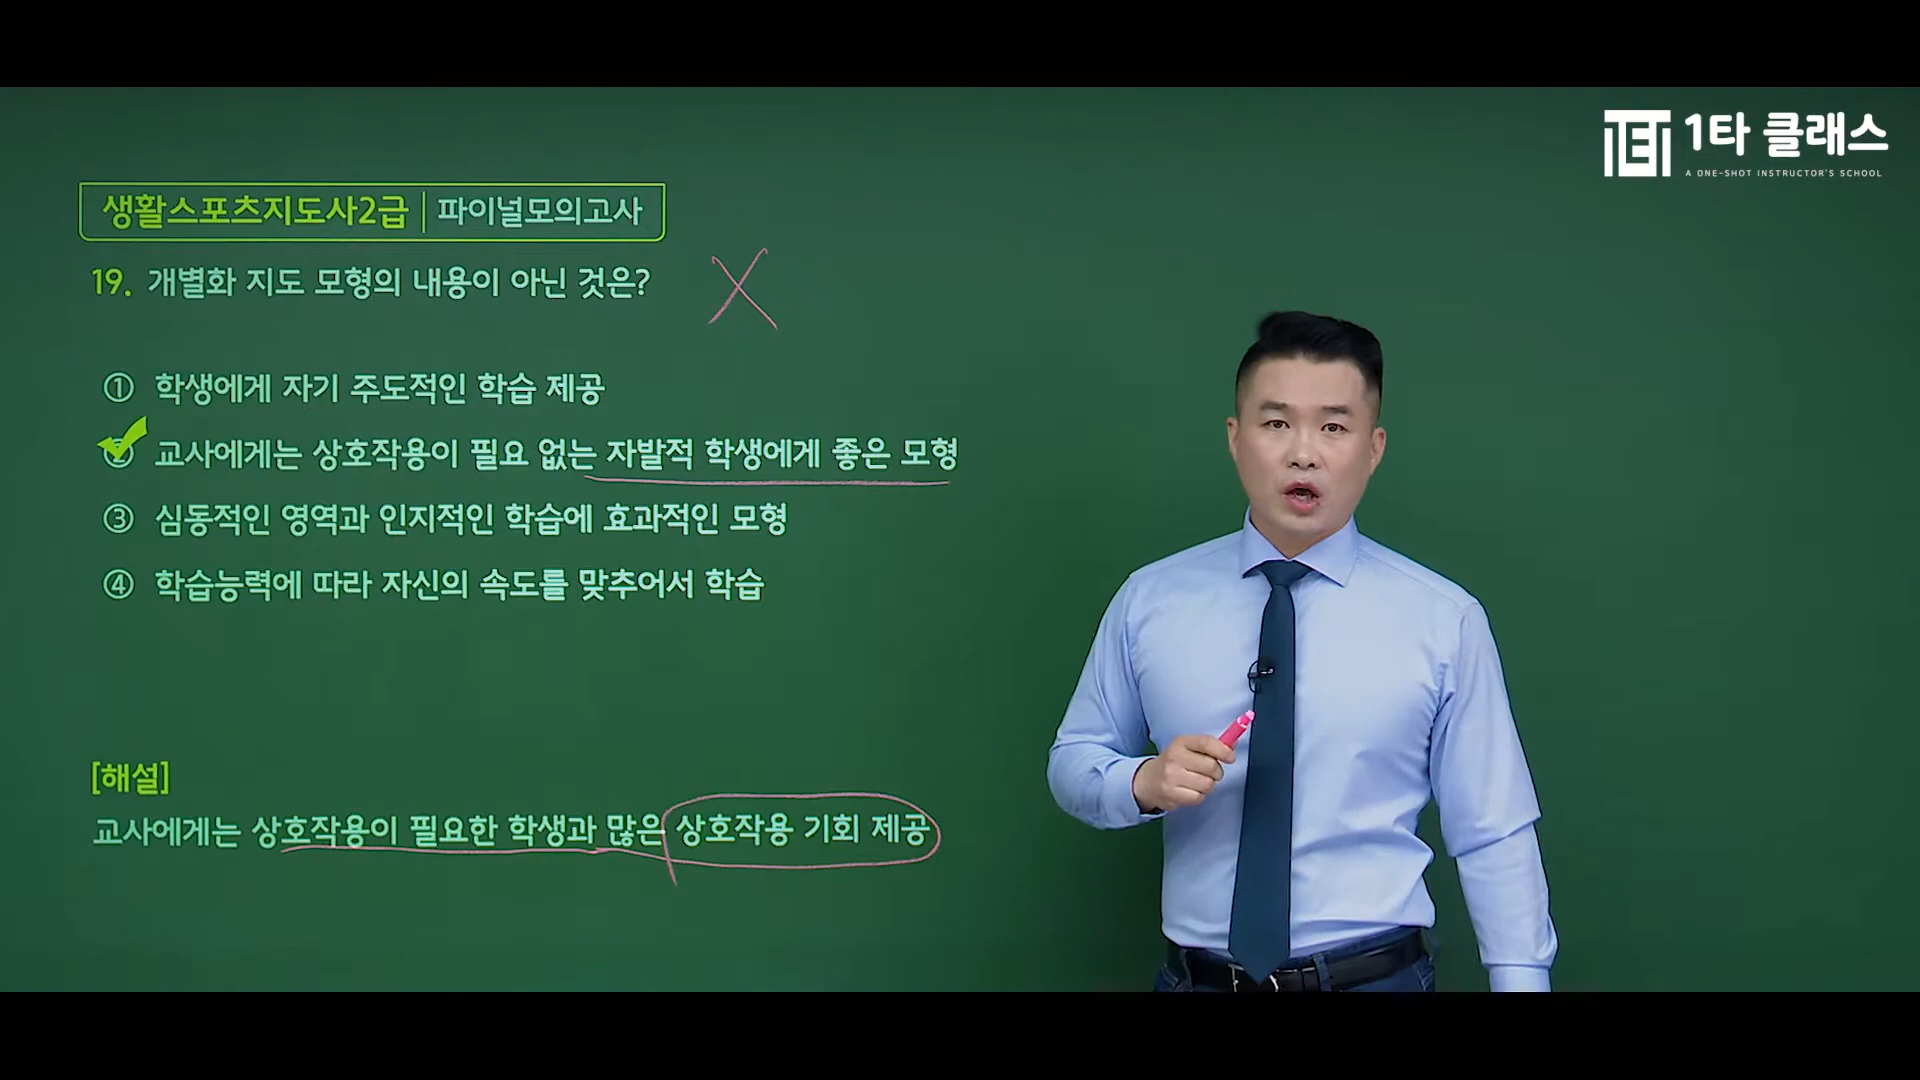 1타 클래스
A ONE-SHOT INSTRUCTOR'S SCHOOL
생활스포츠지도사2급 | 파이널모의고사
19. 개별화 지도 모형의 내용이 아닌 것은?
① 학생에게 자기 주도적인 학습 제공
② 교사에게는 상호작용이 필요 없는 자발적 학생에게 좋은 모형
③ 심동적인 영역과 인지적인 학습에 효과적인 모형
④ 학습능력에 따라 자신의 속도를 맞추어서 학습
[해설]
교사에게는 상호작용이 필요한 학생과 많은 상호작용 기회 제공